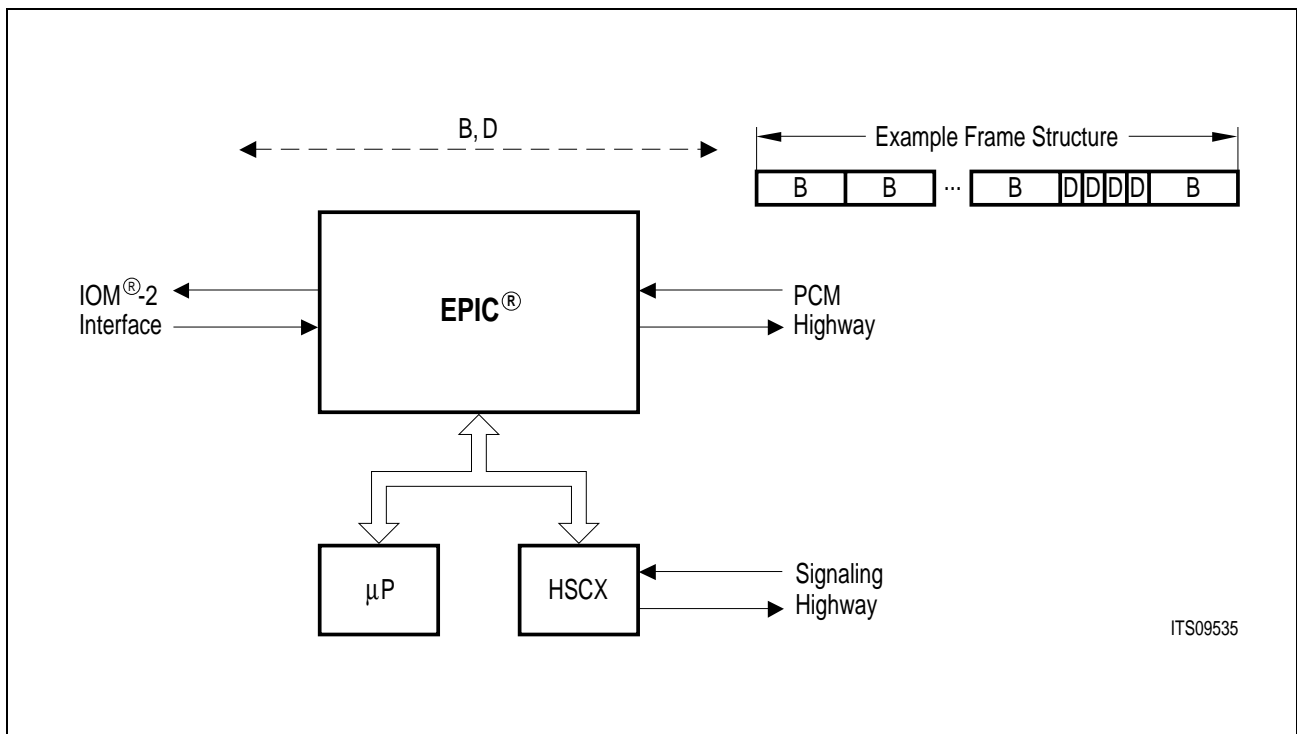 B, D
Example Frame Structure
B B ... B D D D D B
IOM®-2
Interface
EPIC®
PCM
Highway
μP
HSCX
Signaling
Highway
ITS09535